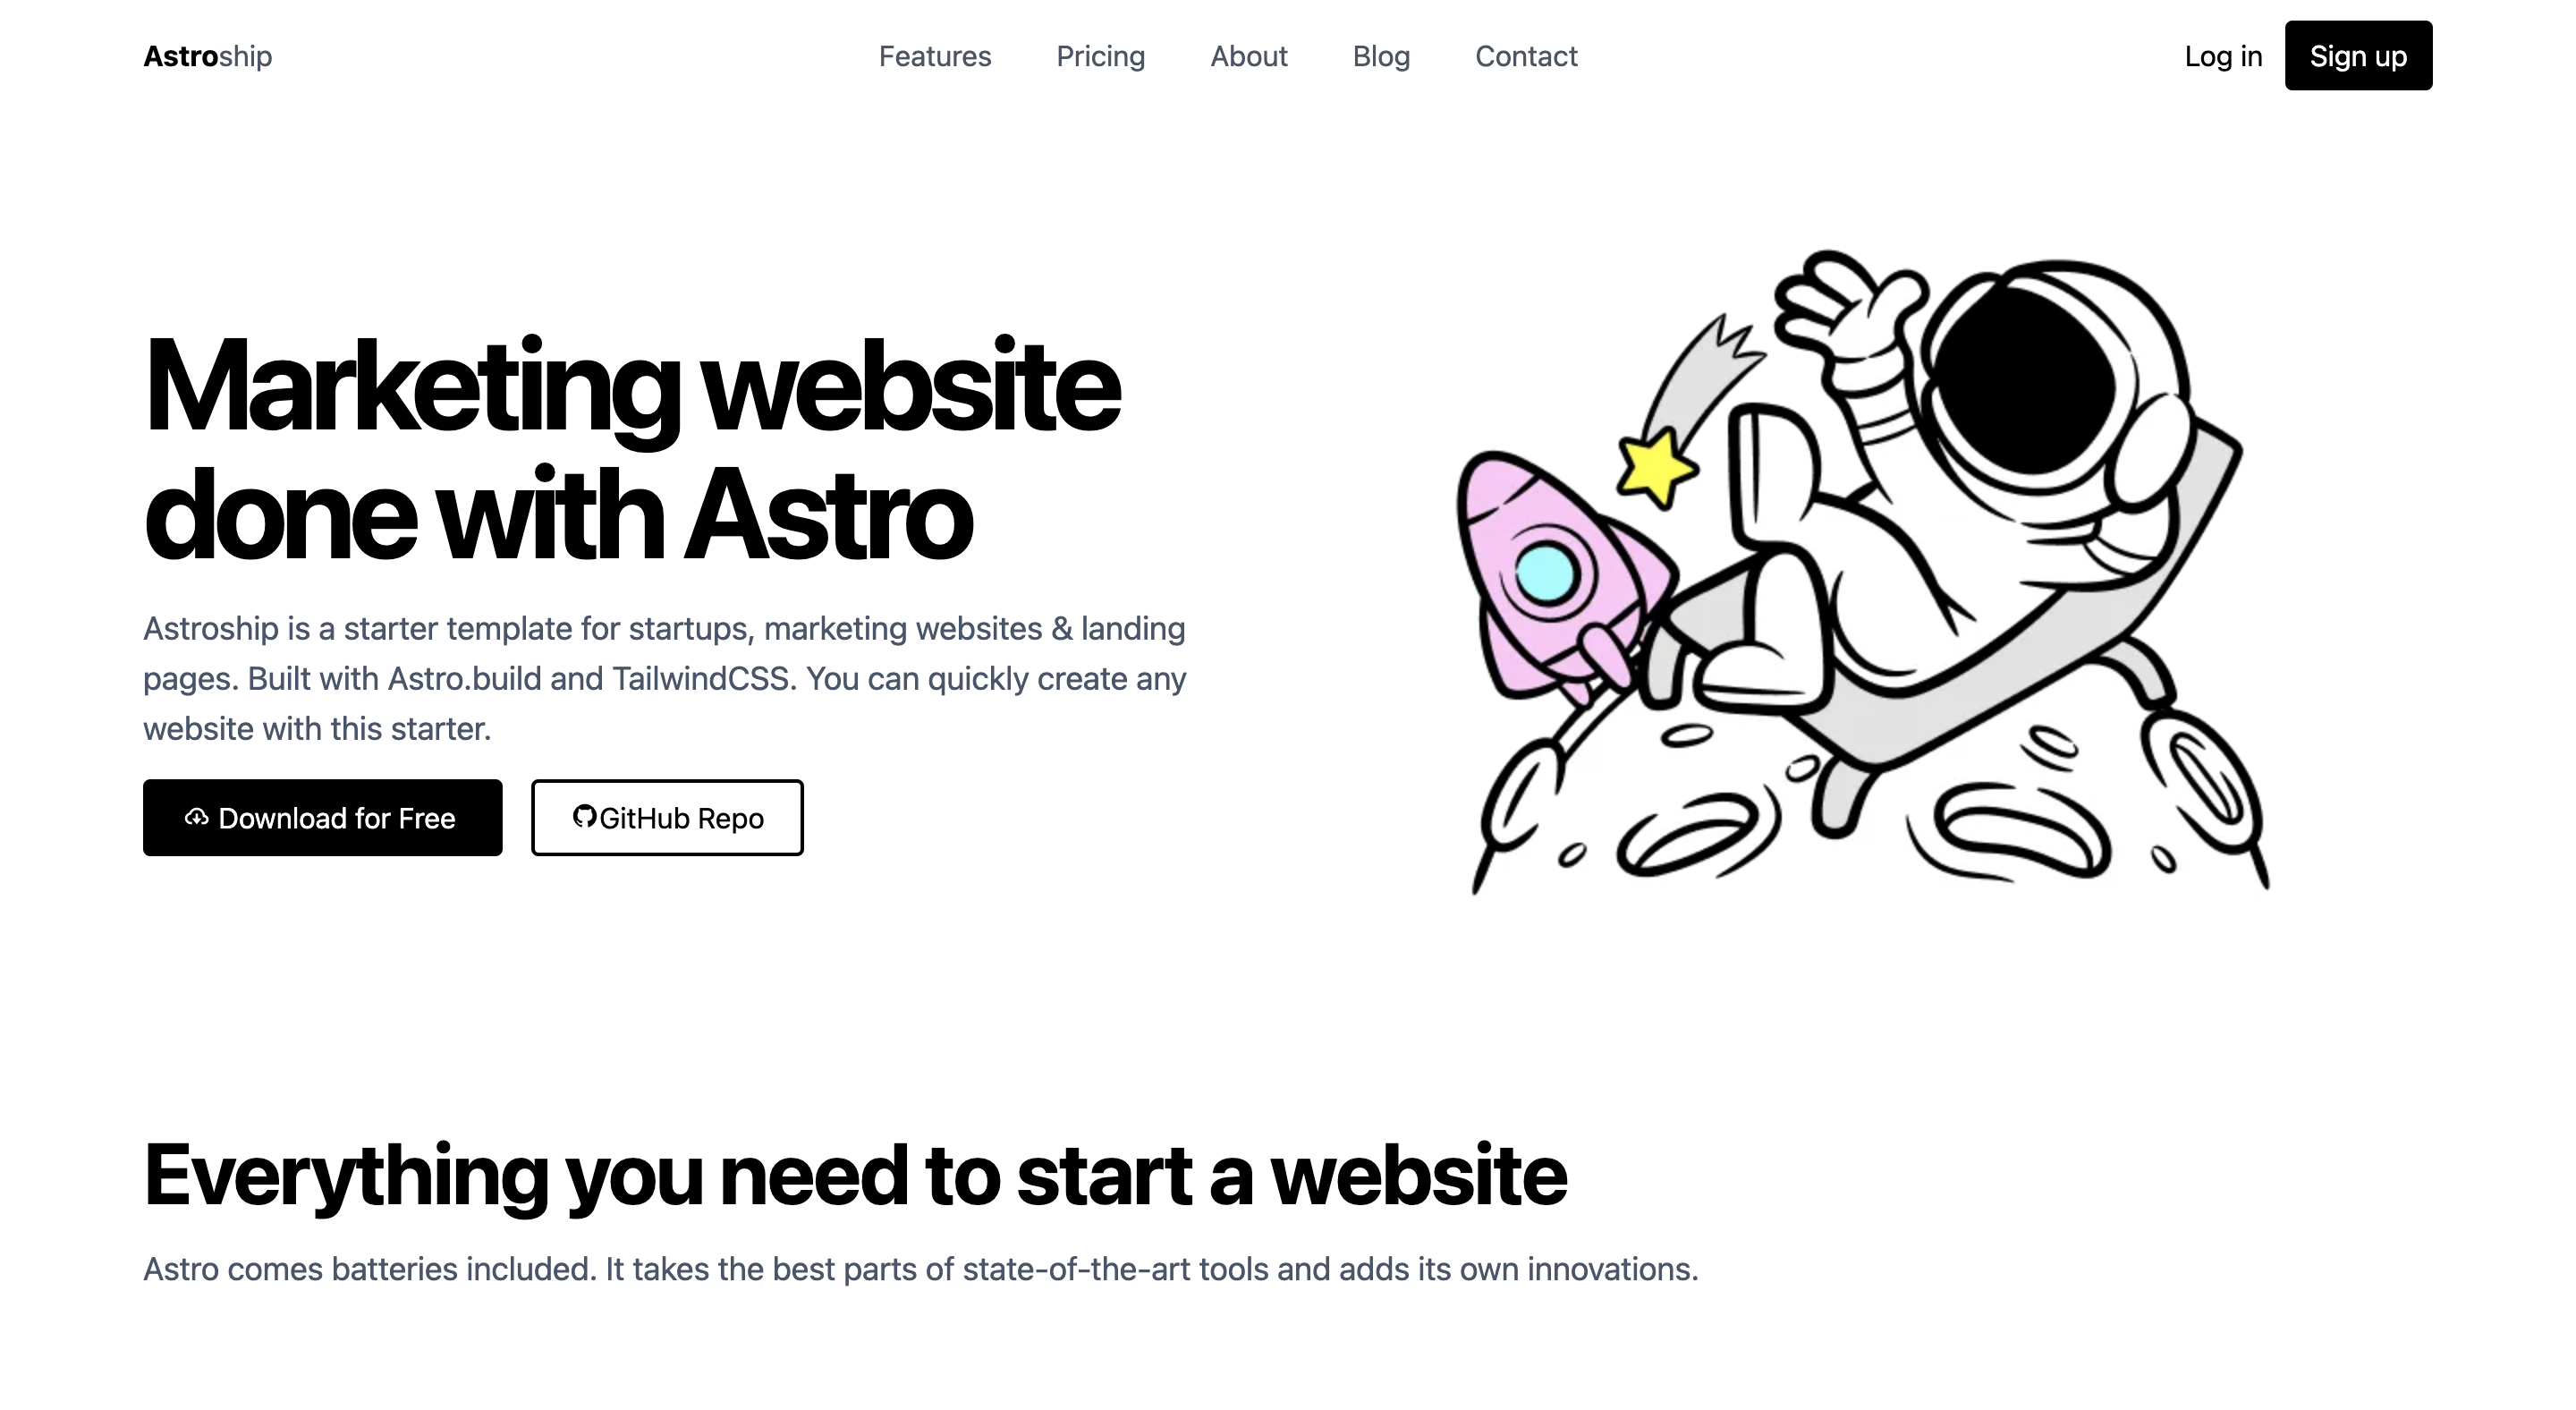 Astroship
Features
Pricing
About
Blog
Contact
Log in
Sign up
Marketing website
done with Astro
Astroship is a starter template for startups, marketing websites & landing
pages. Built with Astro.build and TailwindCSS. You can quickly create any
website with this starter.
Download for Free
GitHub Repo
Everything you need to start a website
Astro comes batteries included. It takes the best parts of state-of-the-art tools and adds its own innovations.